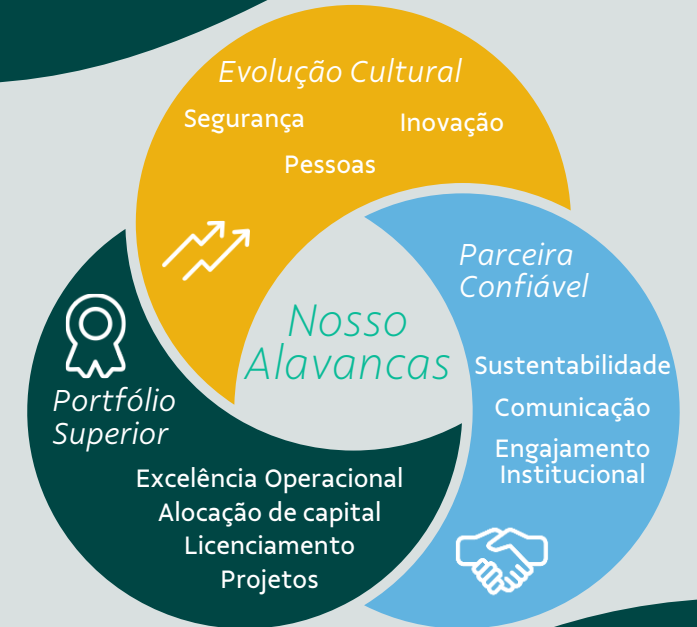 Evolução Cultural
Segurança
Inovação
Pessoas
Parceira
Confiável
Nosso
Alavancas
Sustentabilidade
Comunicação
Engajamento
Institucional
Portfólio
Superior
Excelência Operacional
Alocação de capital
Licenciamento
Projetos